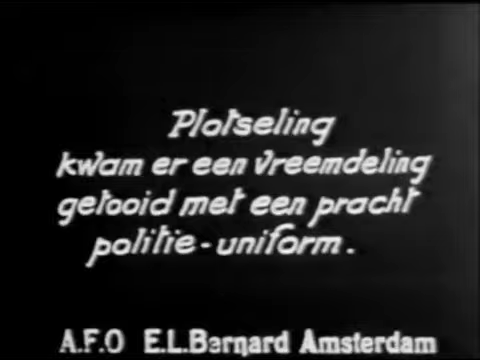 Plotseling
kwam er een vreemdeling
getooid met een pracht
politie-uniform.
A.F.O E.L.Bernard Amsterdam